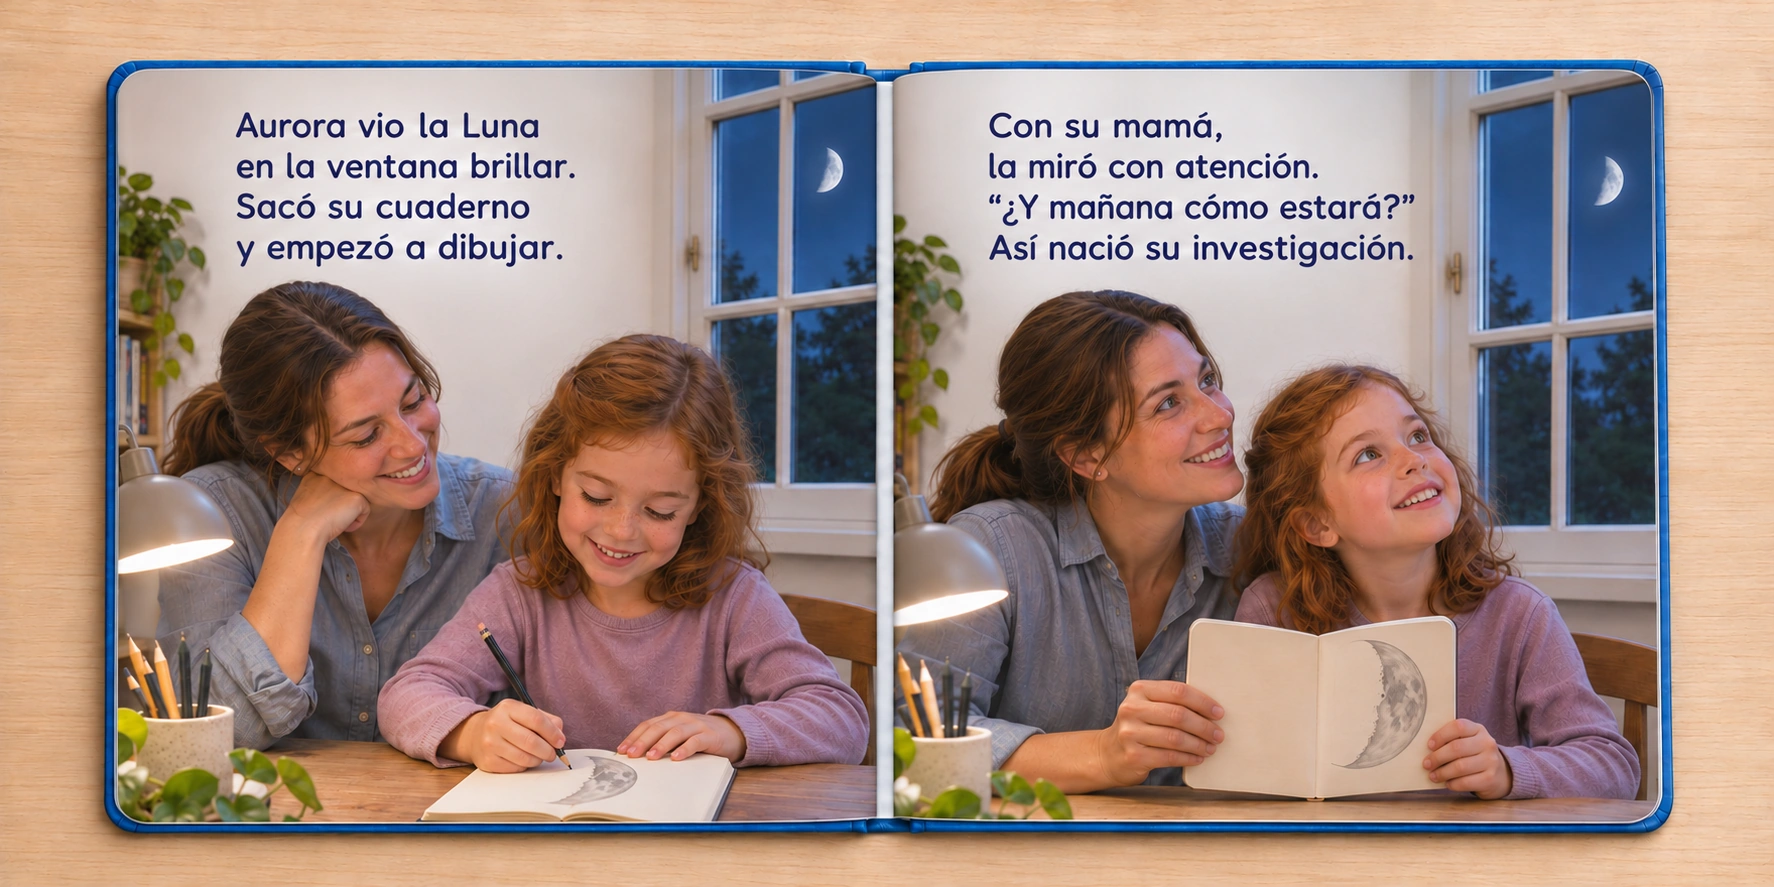 Aurora vio la Luna
en la ventana brillar.
Sacó su cuaderno
y empezó a dibujar.
Con su mamá,
la miró con atención.
“¿Y mañana cómo estará?”
Así nació su investigación.